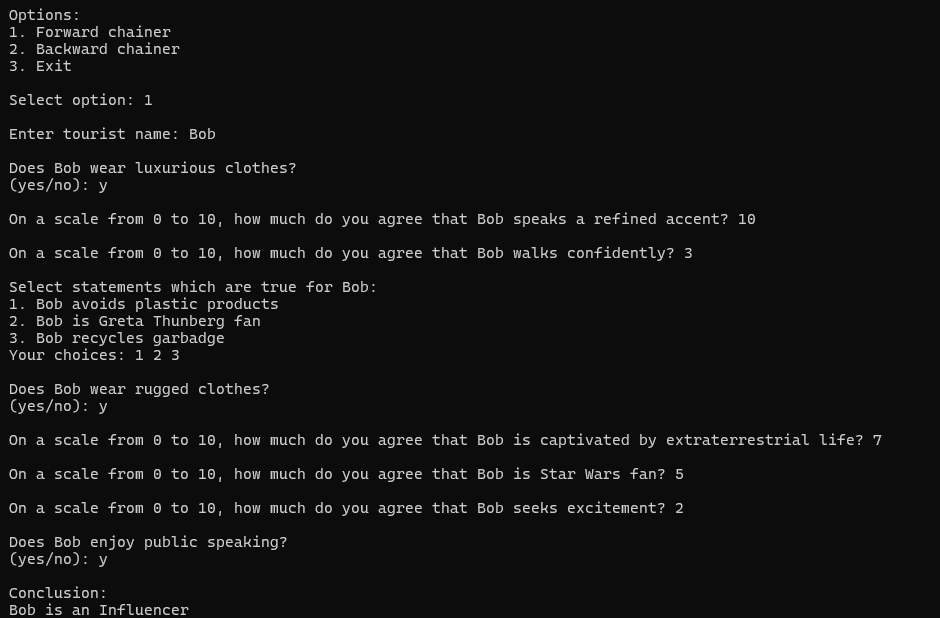 Options:
1. Forward chainer
2. Backward chainer
3. Exit
Select option: 1
Enter tourist name: Bob
Does Bob wear luxurious clothes?
(yes/no): y
On a scale from 0 to 10, how much do you agree that Bob speaks a refined accent? 10
On a scale from 0 to 10, how much do you agree that Bob walks confidently? 3
Select statements which are true for Bob:
1. Bob avoids plastic products
2. Bob is Greta Thunberg fan
3. Bob recycles garbadge
Your choices: 1 2 3
Does Bob wear rugged clothes?
(yes/no): y
On a scale from 0 to 10, how much do you agree that Bob is captivated by extraterrestrial life? 7
On a scale from 0 to 10, how much do you agree that Bob is Star Wars fan? 5
On a scale from 0 to 10, how much do you agree that Bob seeks excitement? 2
Does Bob enjoy public speaking?
(yes/no): y
Conclusion:
Bob is an Influencer